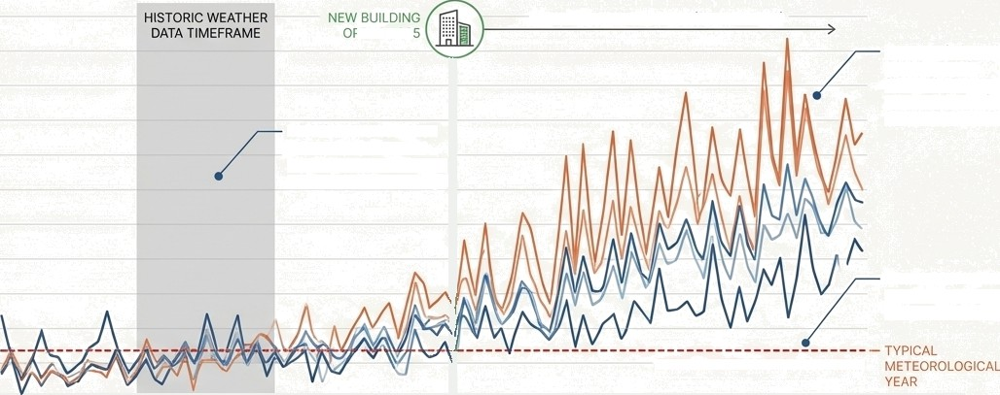 HISTORIC WEATHER
DATA TIMEFRAME
NEW BUILDING
OF 5
TYPICAL
METEOROLOGICAL
YEAR